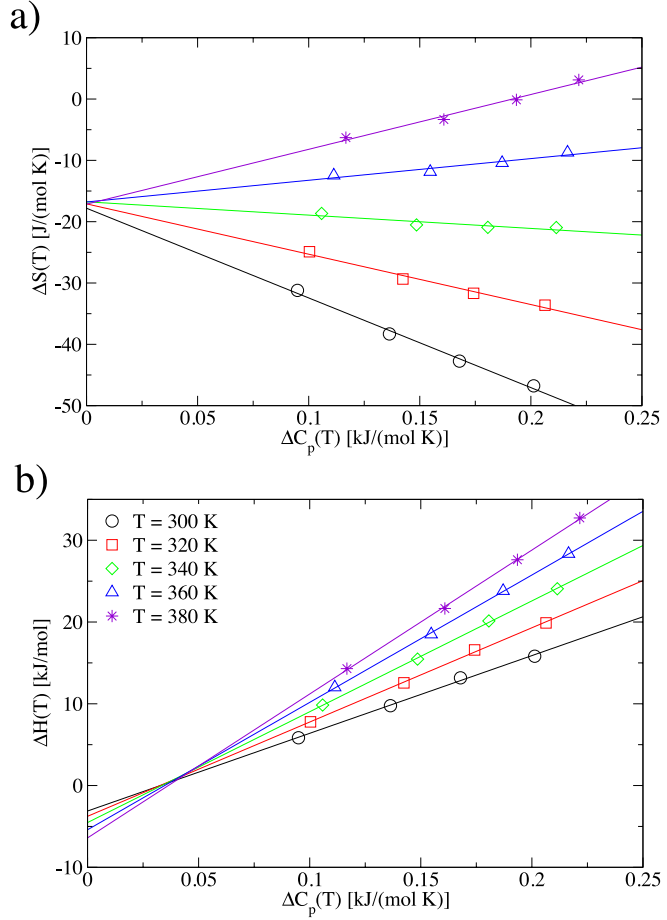 a)
10
0
-10
-20
-30
-40
-50
ΔS(T) [J/(mol K)]
0 0.05 0.1 0.15 0.2 0.25
ΔC_p(T) [kJ/(mol K)]
b)
30
20
10
0
-10
ΔH(T) [kJ/mol]
T = 300 K
T = 320 K
T = 340 K
T = 360 K
T = 380 K
0 0.05 0.1 0.15 0.2 0.25
ΔC_p(T) [kJ/(mol K)]